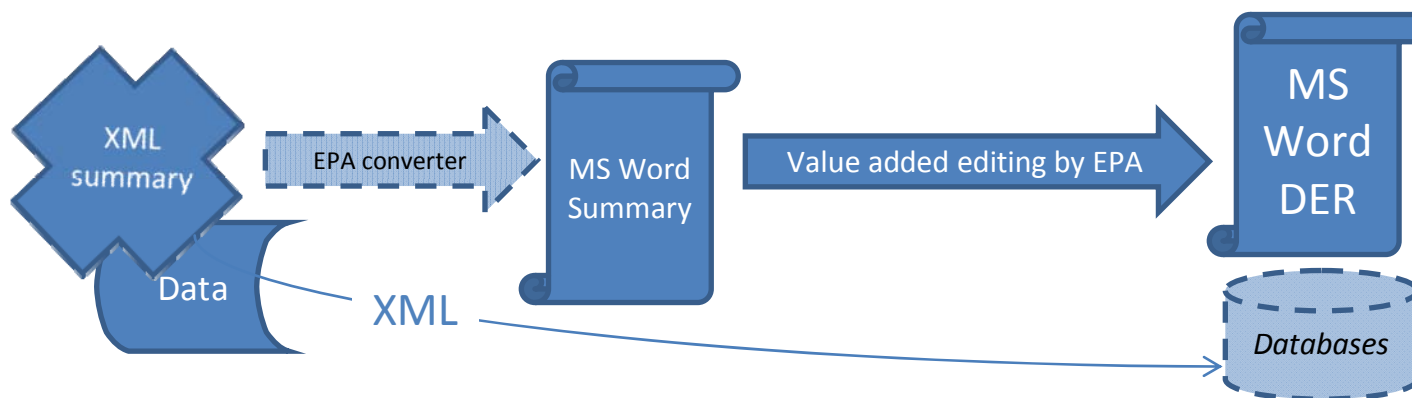 XML
summary
EPA converter
MS Word
Summary
Value added editing by EPA
MS
Word
DER
Data
XML
Databases